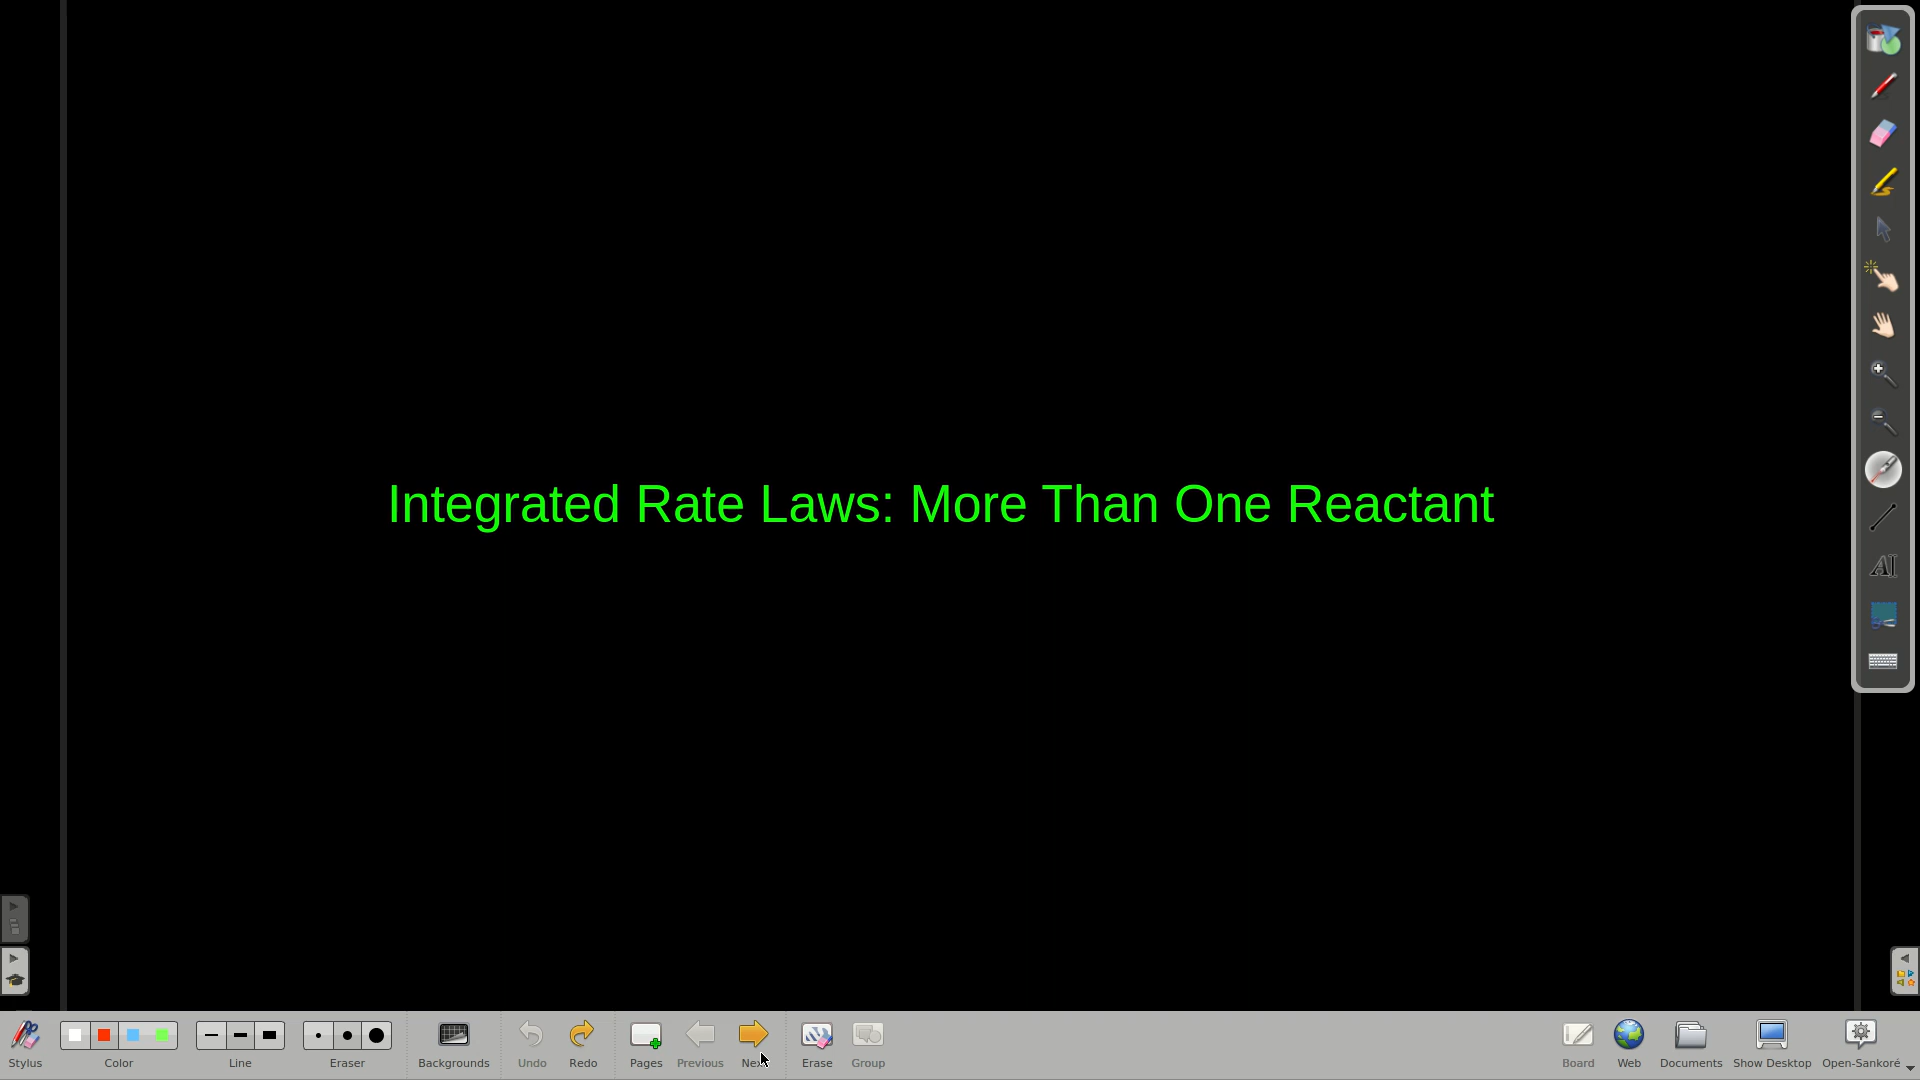 Integrated Rate Laws: More Than One Reactant
Stylus
Color
Line
Eraser
Backgrounds
Undo
Redo
Pages
Previous
Erase
Group
Board
Web
Documents
Show Desktop
Open-Sankoré